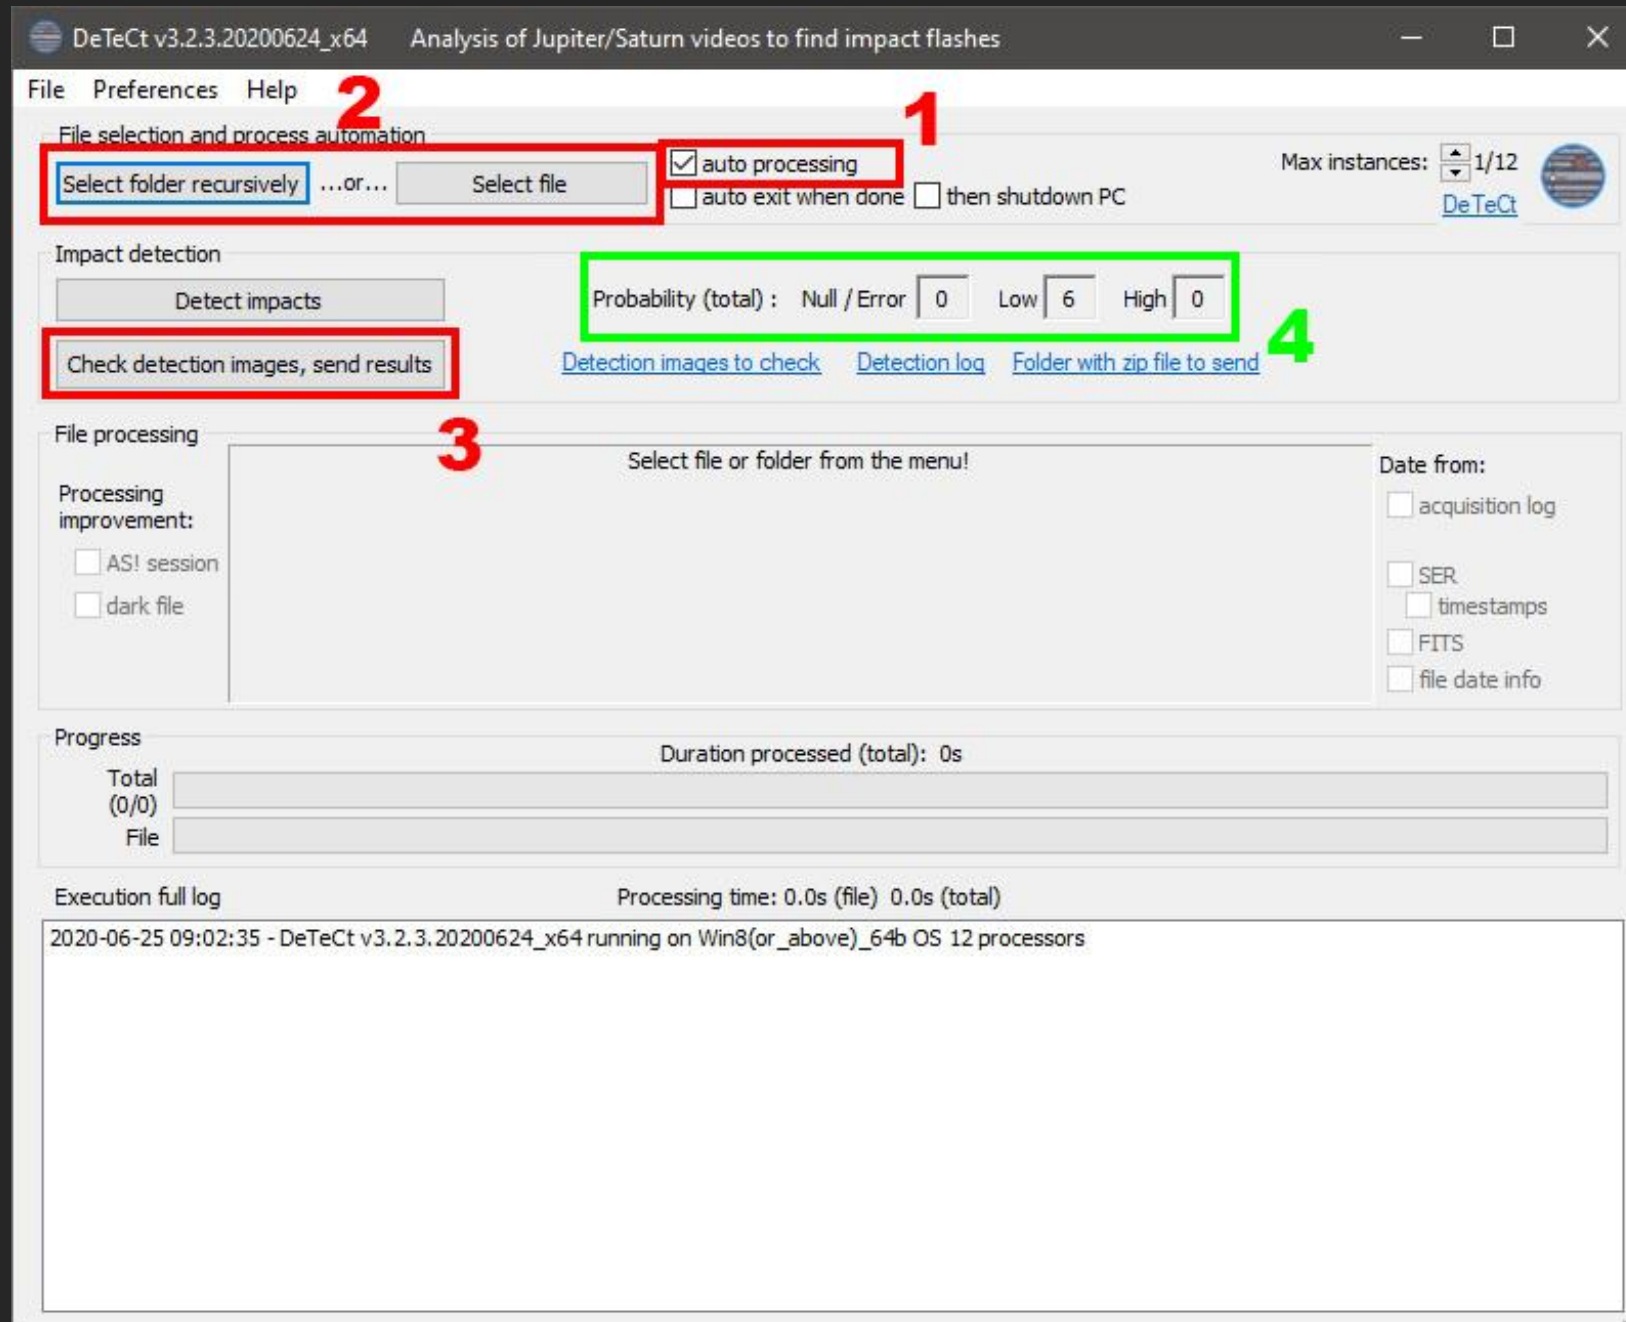 DeTeCt v3.2.3.20200624_x64 Analysis of Jupiter/Saturn videos to find impact flashes
File Preferences Help
2
1
File selection and process automation
Select folder recursively ...or... Select file
auto processing
auto exit when done then shutdown PC
Max instances: 1/12
DeTeCt
Impact detection
Detect impacts
Probability (total) : Null / Error 0 Low 6 High 0
4
Check detection images, send results
Detection images to check Detection log Folder with zip file to send
3
File processing
Select file or folder from the menu!
Processing
improvement:
AS! session
dark file
Date from:
acquisition log
SER
timestamps
FITS
file date info
Progress
Duration processed (total): 0s
Total
(0/0)
File
Execution full log Processing time: 0.0s (file) 0.0s (total)
2020-06-25 09:02:35 - DeTeCt v3.2.3.20200624_x64 running on Win8(or_above)_64b OS 12 processors